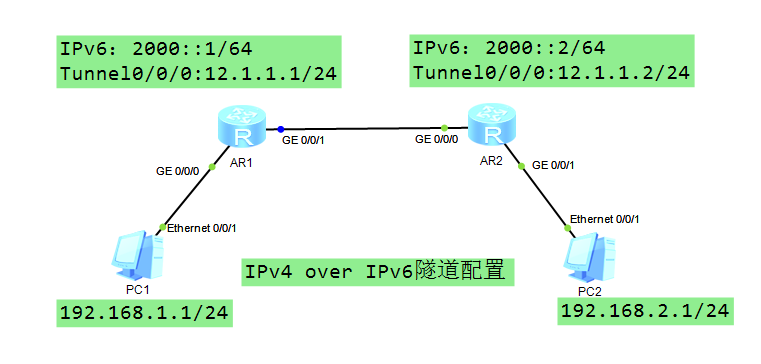 IPv6：2000::1/64
Tunnel0/0/0:12.1.1.1/24
IPv6：2000::2/64
Tunnel0/0/0:12.1.1.2/24
R
AR1
GE 0/0/1
GE 0/0/0
R
AR2
GE 0/0/0
GE 0/0/1
Ethernet 0/0/1
Ethernet 0/0/1
PC1
IPv4 over IPv6隧道配置
PC2
192.168.1.1/24
192.168.2.1/24